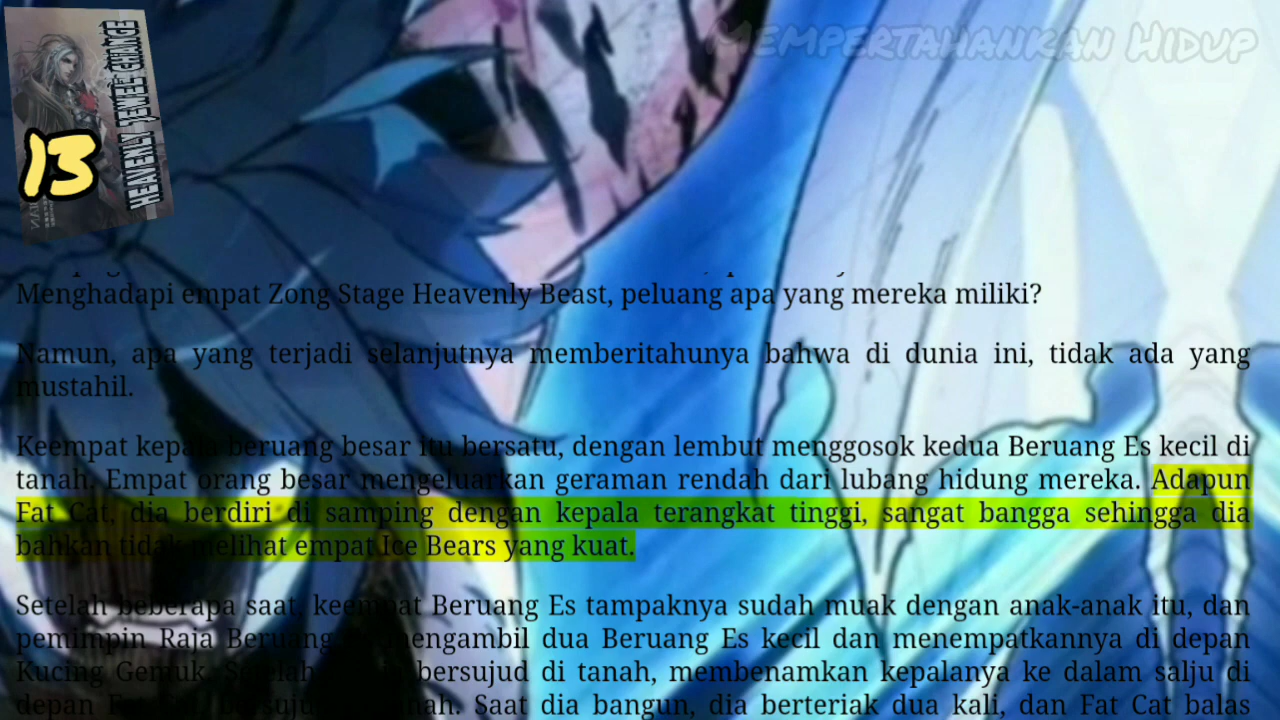 Mempertahankan Hidup
HEAVENLY JEWEL CHANGE
13
Menghadapi empat Zong Stage Heavenly Beast, peluang apa yang mereka miliki?
Namun, apa yang terjadi selanjutnya memberitahunya bahwa di dunia ini, tidak ada yang
mustahil.
Keempat kepala beruang besar itu bersatu, dengan lembut menggosok kedua Beruang Es kecil di
tanah. Empat orang besar mengeluarkan geraman rendah dari lubang hidung mereka. Adapun
Fat Cat, dia berdiri di samping dengan kepala terangkat tinggi, sangat bangga sehingga dia
bahkan tidak melihat empat Ice Bears yang kuat.
Setelah beberapa saat, keempat Beruang Es tampaknya sudah muak dengan anak-anak itu, dan
pemimpin Raja Beruang mengambil dua Beruang Es kecil dan menempatkannya di depan
Kucing Gemuk. Setelah bersujud di tanah, membenamkan kepalanya ke dalam salju di
depan tanah. Saat dia bangun, dia berteriak dua kali, dan Fat Cat balas